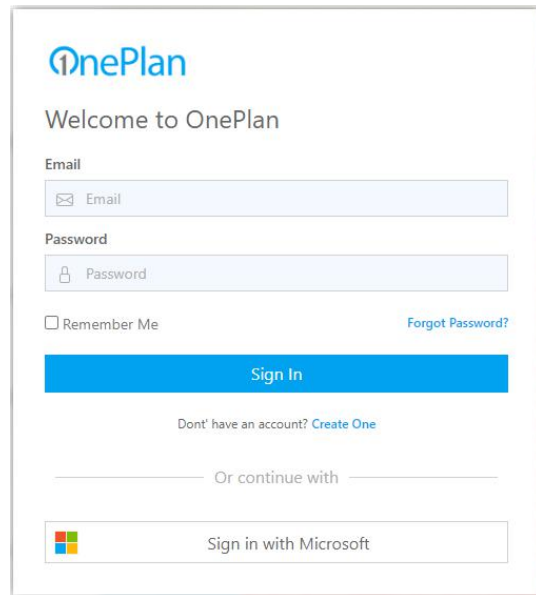 OnePlan
Welcome to OnePlan
Email
Email
Password
Password
Remember Me Forgot Password?
Sign In
Dont' have an account? Create One
Or continue with
Sign in with Microsoft